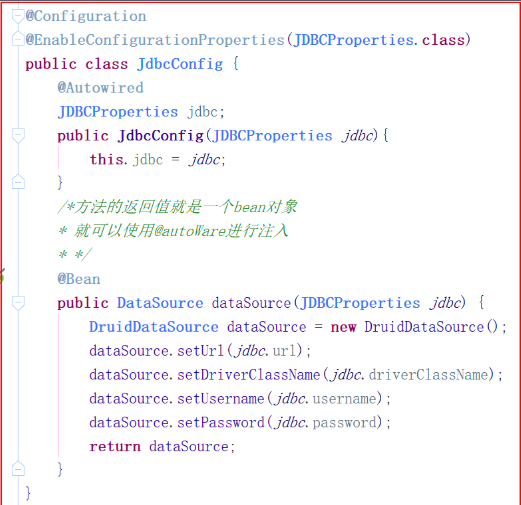 @Configuration
@EnableConfigurationProperties(JDBCProperties.class)
public class JdbcConfig {
    @Autowired
    JDBCProperties jdbc;
    public JdbcConfig(JDBCProperties jdbc){
        this.jdbc = jdbc;
    }
    /*方法的返回值就是一个bean对象
    * 就可以使用@autoWare进行注入
    * */
    @Bean
    public DataSource dataSource(JDBCProperties jdbc) {
        DruidDataSource dataSource = new DruidDataSource();
        dataSource.setUrl(jdbc.url);
        dataSource.setDriverClassName(jdbc.driverClassName);
        dataSource.setUsername(jdbc.username);
        dataSource.setPassword(jdbc.password);
        return dataSource;
    }
}